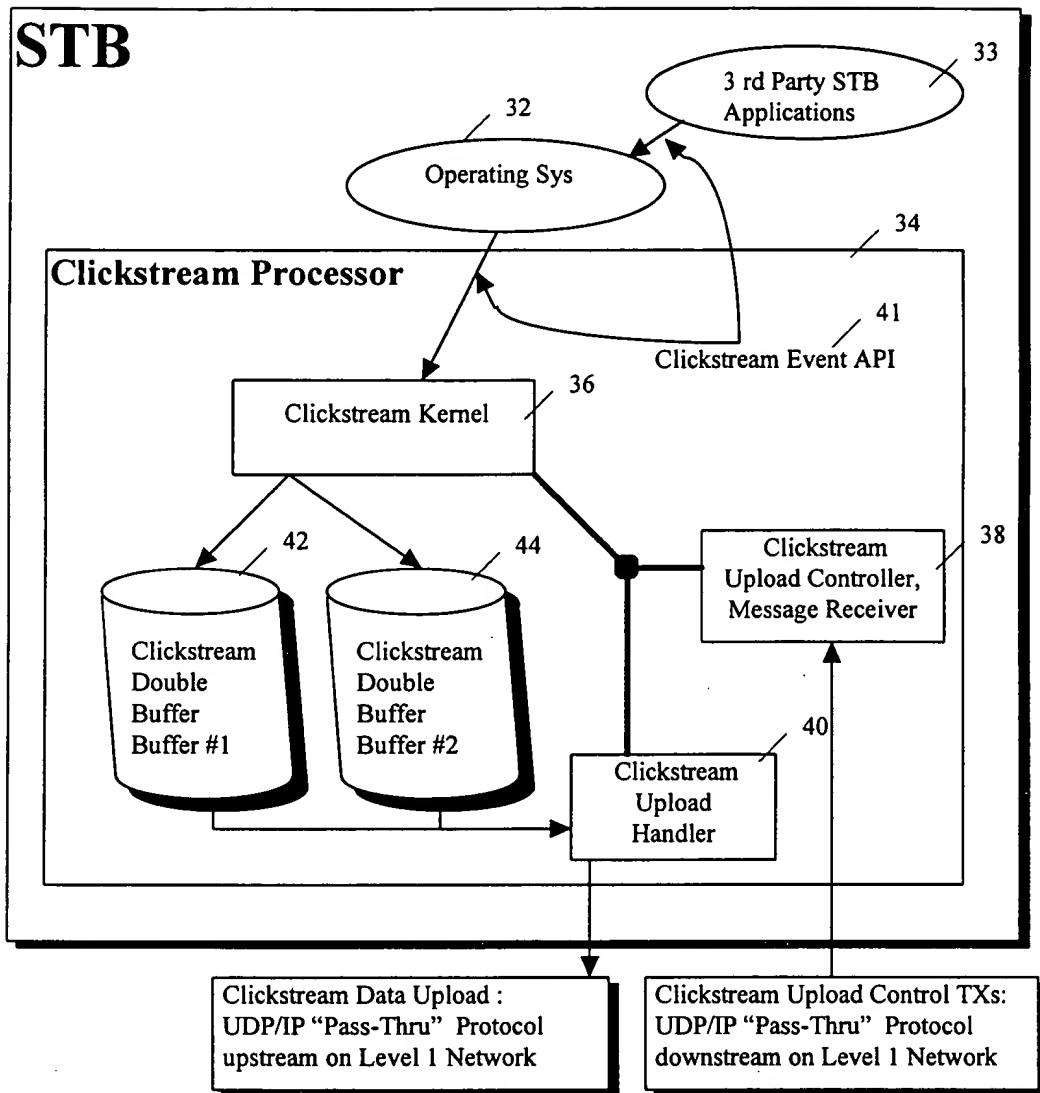 STB
33
3 rd Party STB
Applications
32
Operating Sys
34
Clickstream Processor
41
Clickstream Event API
36
Clickstream Kernel
42
44
38
Clickstream
Upload Controller,
Message Receiver
Clickstream
Double
Buffer
Buffer #1
Clickstream
Double
Buffer
Buffer #2
40
Clickstream
Upload
Handler
Clickstream Data Upload :
UDP/IP “Pass-Thru” Protocol
upstream on Level 1 Network
Clickstream Upload Control TXs:
UDP/IP “Pass-Thru” Protocol
downstream on Level 1 Network